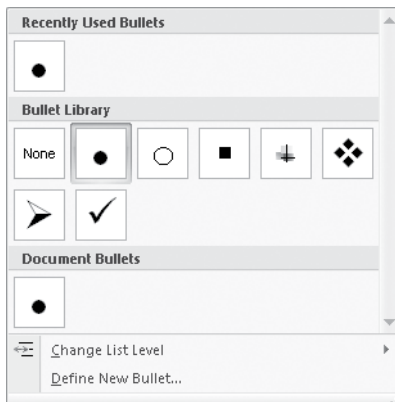 Recently Used Bullets
Bullet Library
None
Document Bullets
Change List Level
Define New Bullet...